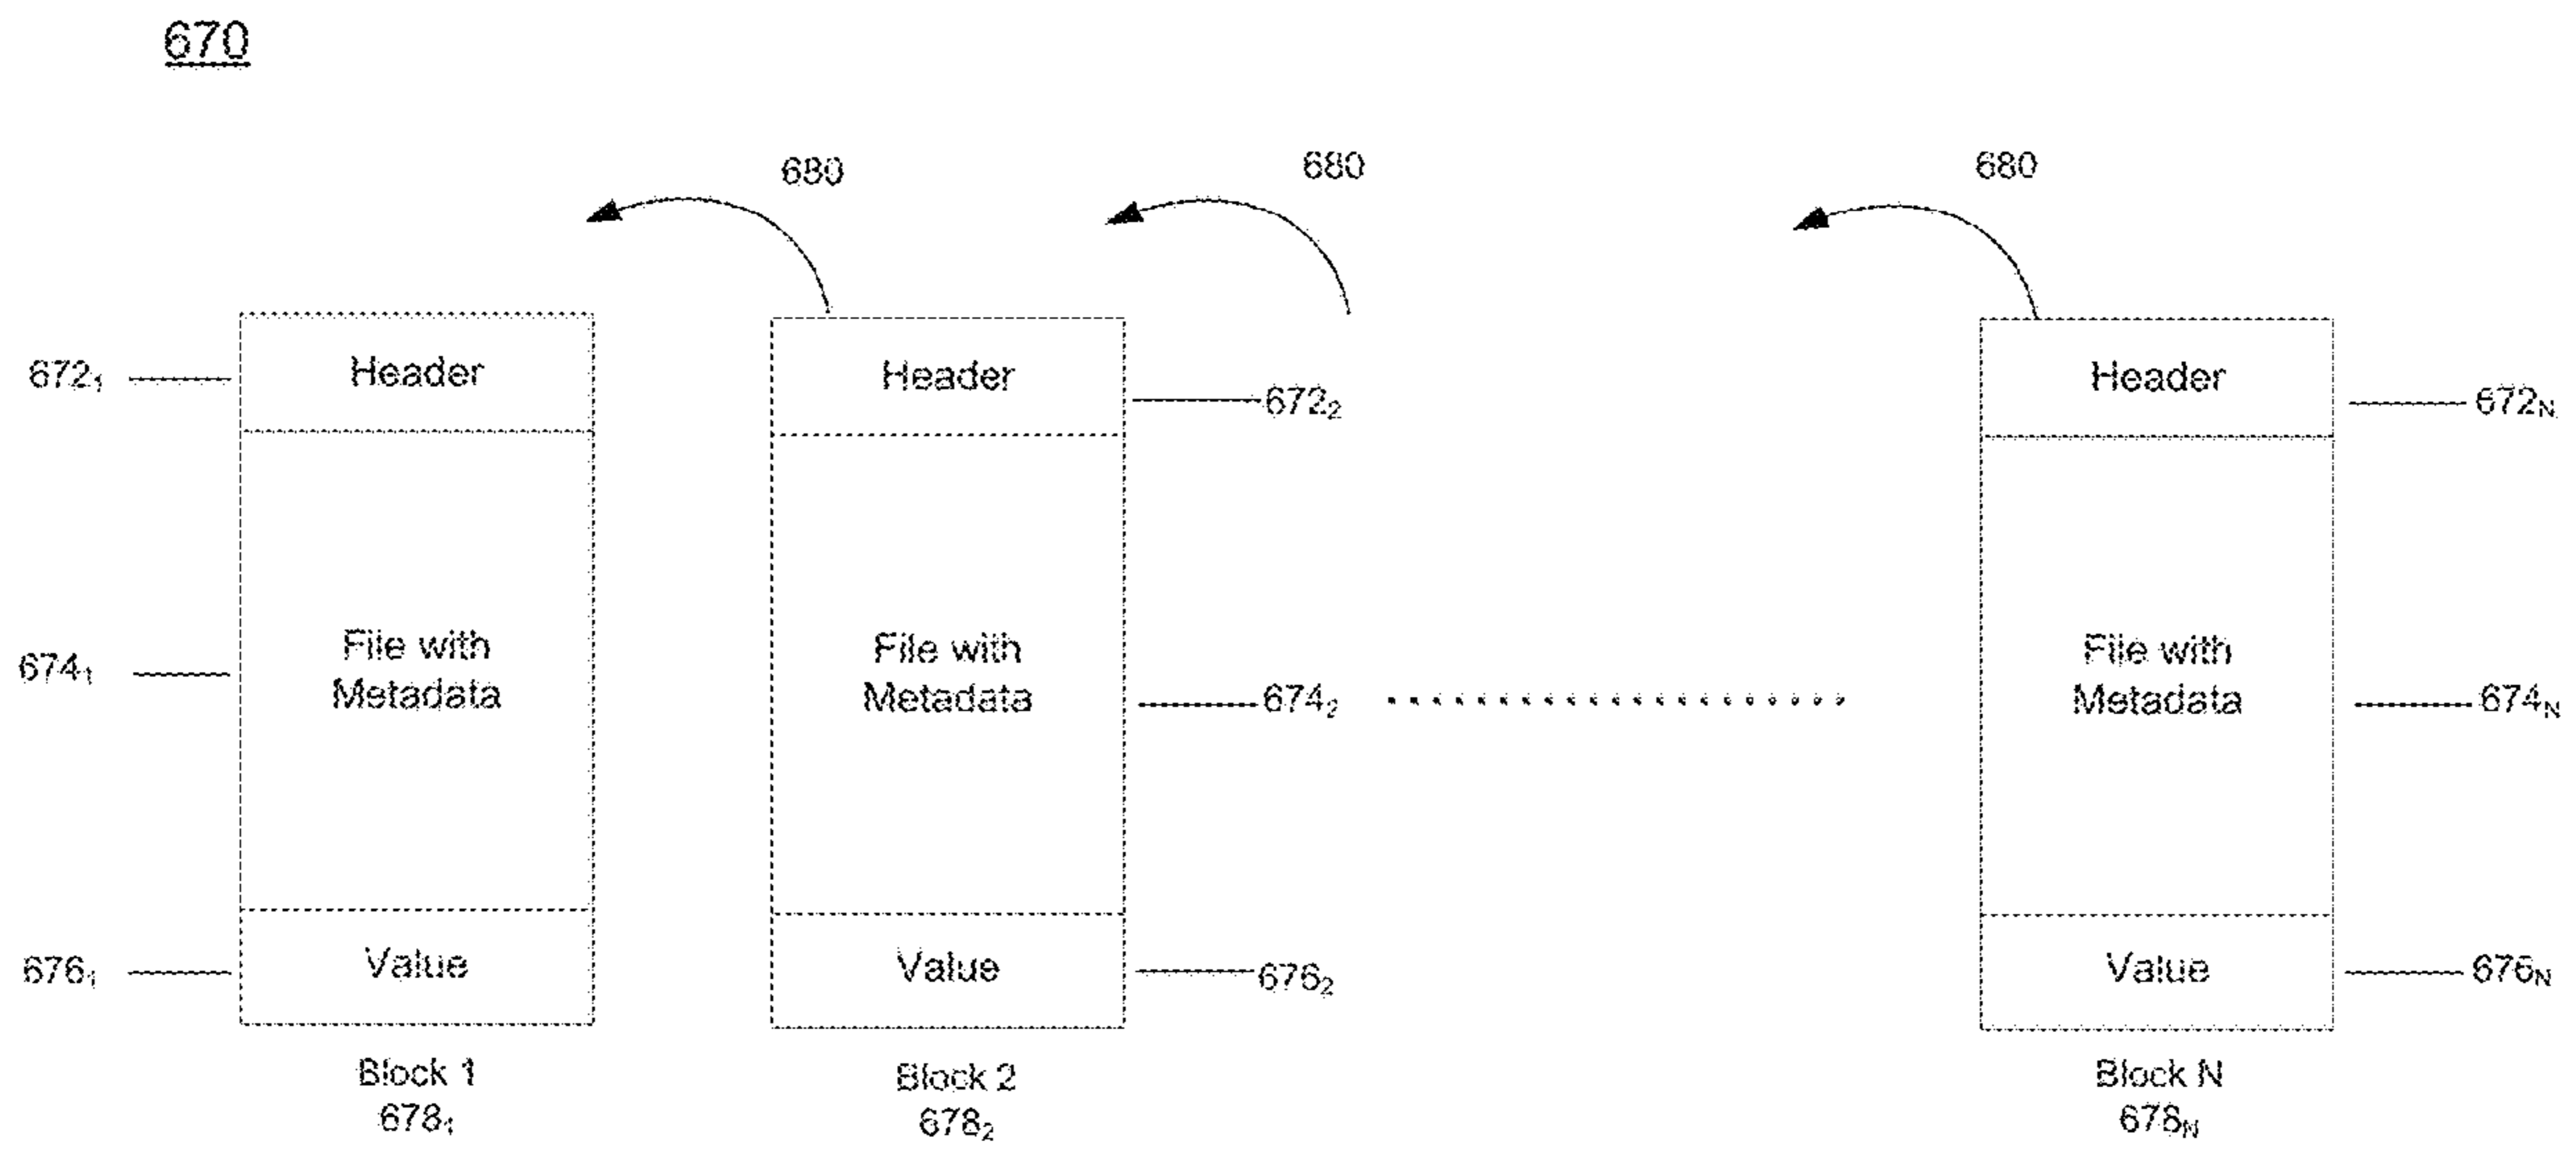 670
680 680 680
672₁ Header Header 672₂ Header 672N
File with File with File with
674₁ Metadata Metadata 674₂ Metadata 674N
676₁ Value Value 676₂ Value 676N
Block 1 Block 2 Block N
678₁ 678₂ 678N